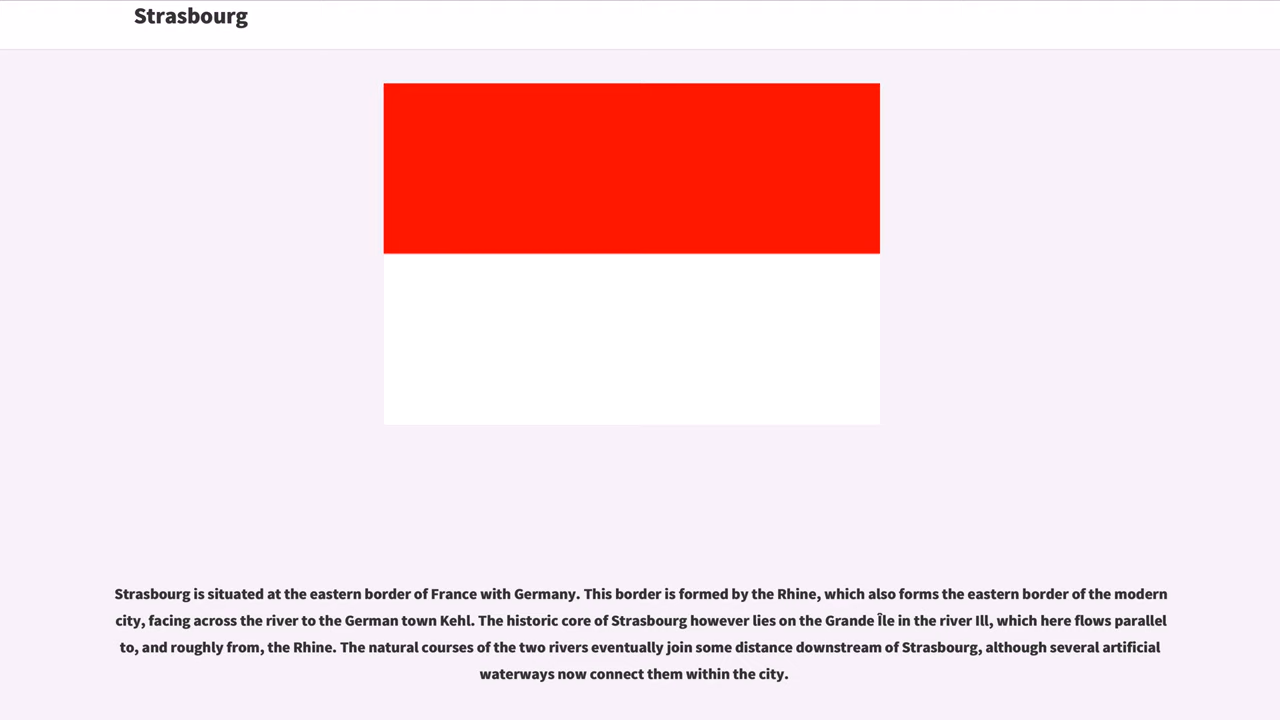 Strasbourg
Strasbourg is situated at the eastern border of France with Germany. This border is formed by the Rhine, which also forms the eastern border of the modern
city, facing across the river to the German town Kehl. The historic core of Strasbourg however lies on the Grande Île in the river Ill, which here flows parallel
to, and roughly from, the Rhine. The natural courses of the two rivers eventually join some distance downstream of Strasbourg, although several artificial
waterways now connect them within the city.